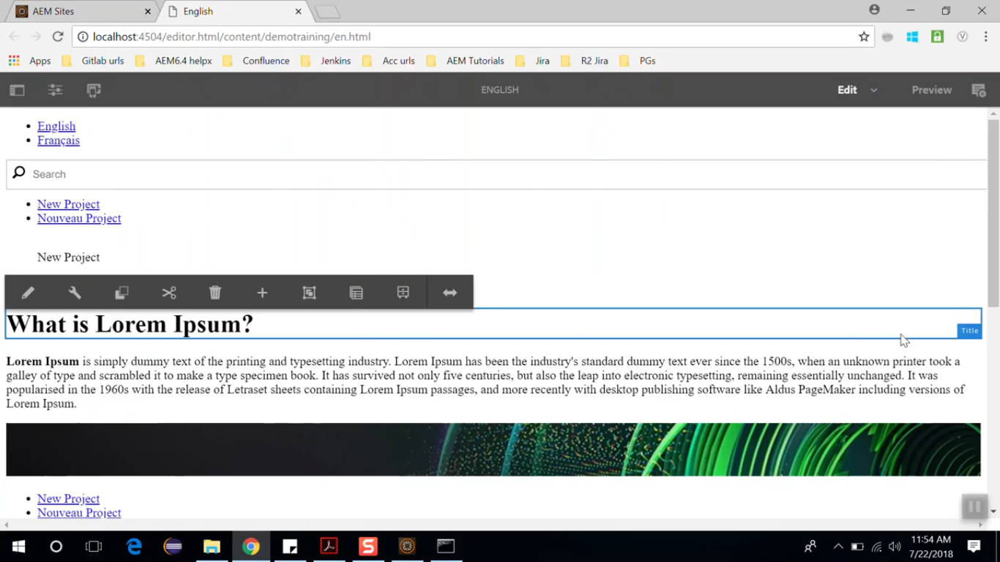 AEM Sites
English
localhost:4504/editor.html/content/demotraining/en.html
Apps Gitlab urls AEM6.4 helpx Confluence Jenkins Acc urls AEM Tutorials Jira R2 Jira PGs
ENGLISH Edit Preview
English
Français
Search
New Project
Nouveau Project
New Project
What is Lorem Ipsum?
Title
Lorem Ipsum is simply dummy text of the printing and typesetting industry. Lorem Ipsum has been the industry's standard dummy text ever since the 1500s, when an unknown printer took a
galley of type and scrambled it to make a type specimen book. It has survived not only five centuries, but also the leap into electronic typesetting, remaining essentially unchanged. It was
popularised in the 1960s with the release of Letraset sheets containing Lorem Ipsum passages, and more recently with desktop publishing software like Aldus PageMaker including versions of
Lorem Ipsum.
New Project
Nouveau Project
11:54 AM
7/22/2018